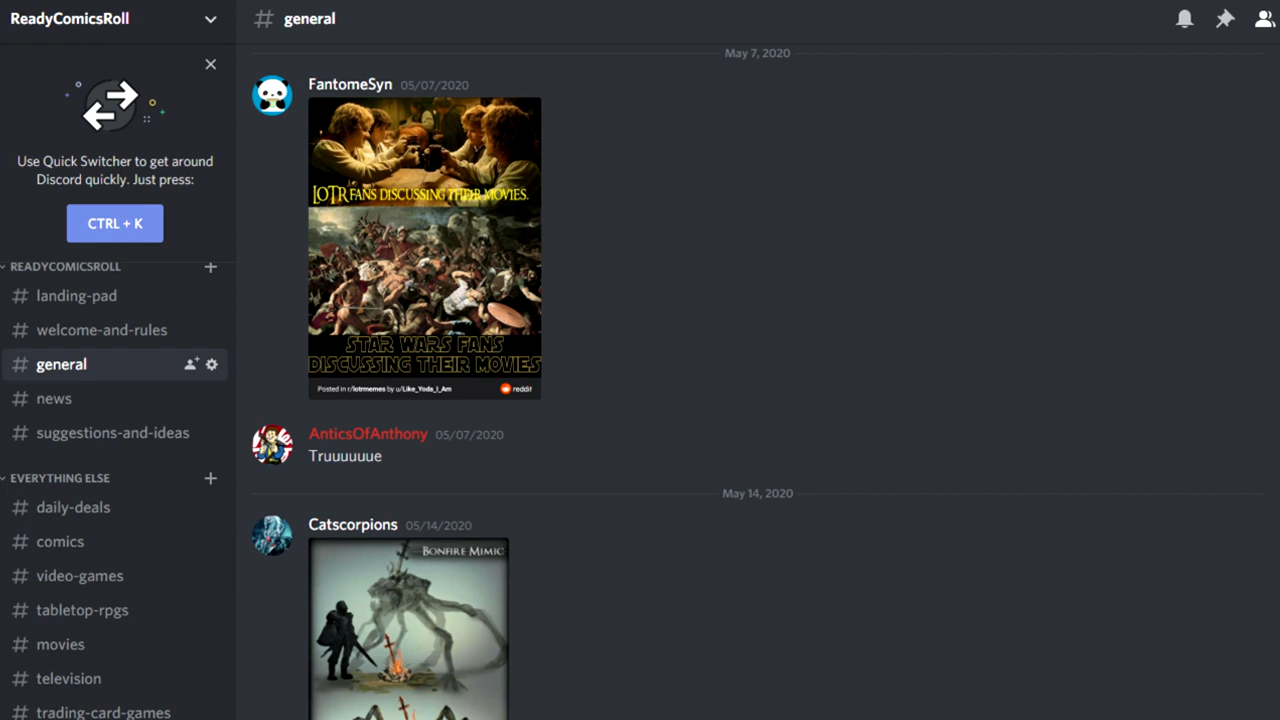 ReadyComicsRoll
general
Use Quick Switcher to get around
Discord quickly. Just press:
CTRL + K
READYCOMICSROLL
landing-pad
welcome-and-rules
general
news
suggestions-and-ideas
EVERYTHING ELSE
daily-deals
comics
video-games
tabletop-rpgs
movies
television
trading-card-games
May 7, 2020
FantomeSyn 05/07/2020
LOTR FANS DISCUSSING THEIR MOVIES.
STAR WARS FANS
DISCUSSING THEIR MOVIES
Posted in r/lotrmemes by u/Like_Yoda_I_Am reddit
AnticsOfAnthony 05/07/2020
Truuuuuue
May 14, 2020
Catscorpions 05/14/2020
BONFIRE MIMIC